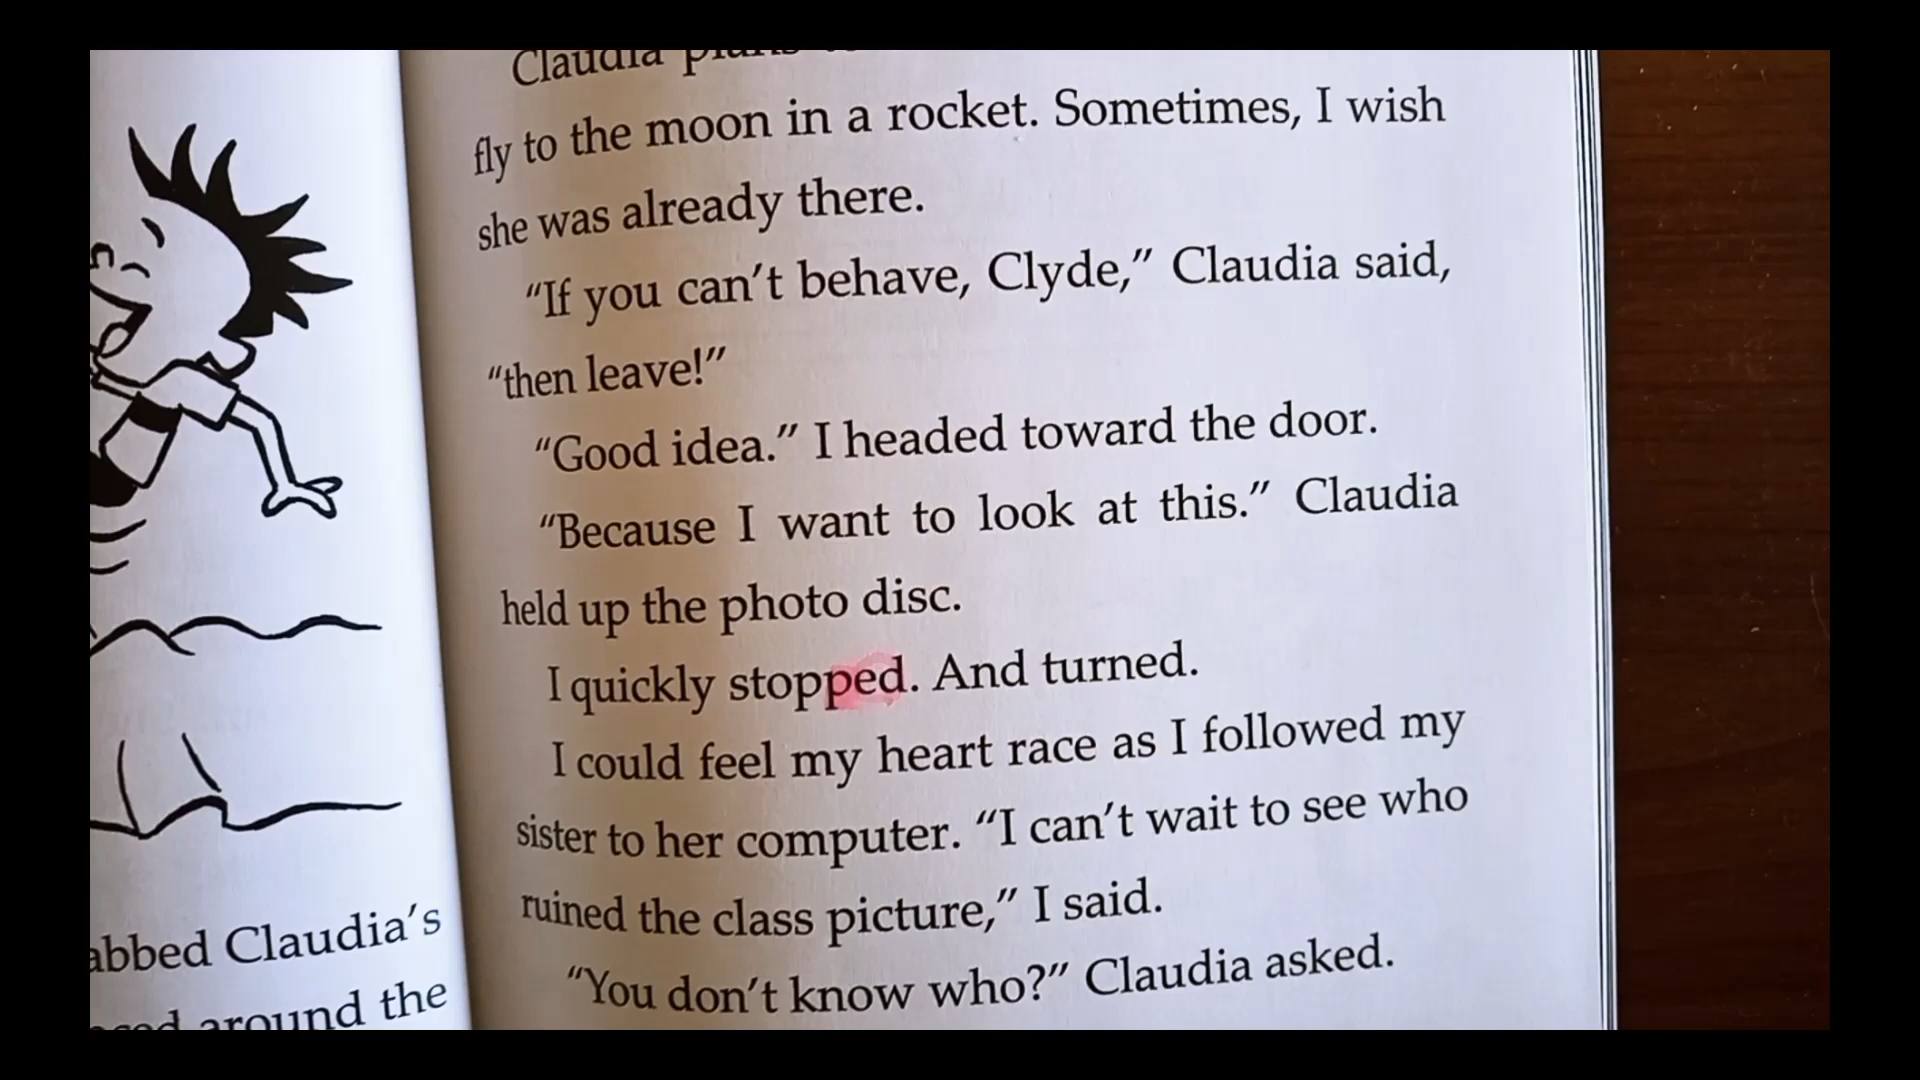 abbed Claudia's
around the
Claudia plans
fly to the moon in a rocket. Sometimes, I wish
she was already there.
"If you can't behave, Clyde," Claudia said,
"then leave!"
"Good idea." I headed toward the door.
"Because I want to look at this." Claudia
held up the photo disc.
I quickly stopped. And turned.
I could feel my heart race as I followed my
sister to her computer. "I can't wait to see who
ruined the class picture," I said.
"You don't know who?" Claudia asked.